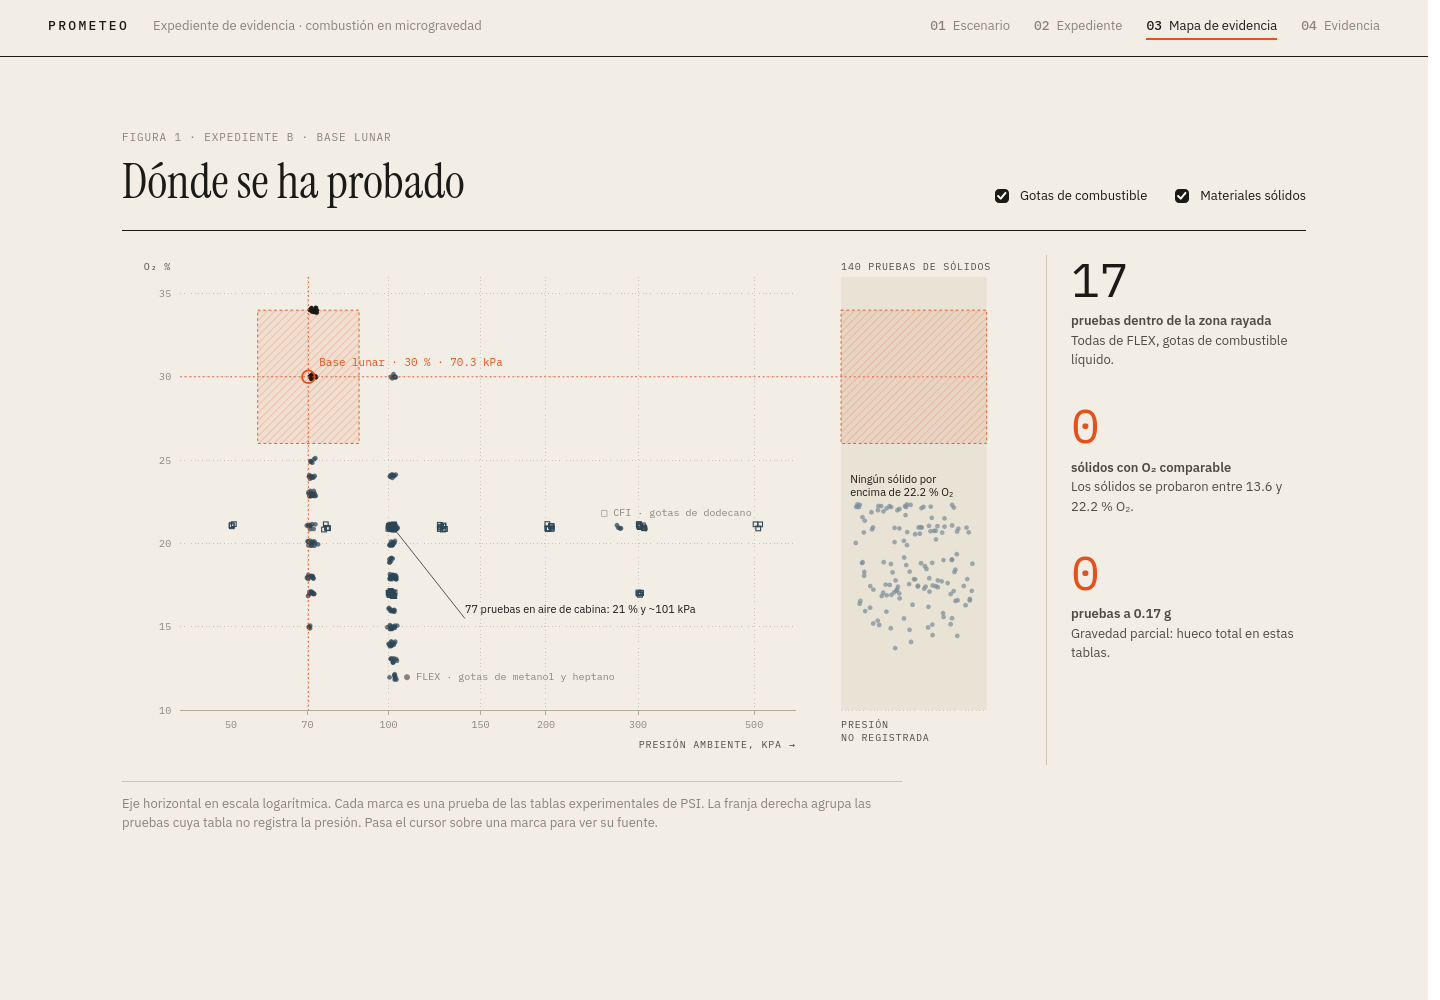 PROMETEO
Expediente de evidencia · combustión en microgravedad
01 Escenario
02 Expediente
03 Mapa de evidencia
04 Evidencia
FIGURA 1 · EXPEDIENTE B · BASE LUNAR
Dónde se ha probado
Gotas de combustible
Materiales sólidos
O₂ %
35
30
25
20
15
10
50
70
100
150
200
300
500
PRESIÓN AMBIENTE, KPA →
Base lunar · 30 % · 70.3 kPa
□ CFI · gotas de dodecano
77 pruebas en aire de cabina: 21 % y ~101 kPa
● FLEX · gotas de metanol y heptano
140 PRUEBAS DE SÓLIDOS
Ningún sólido por
encima de 22.2 % O₂
PRESIÓN
NO REGISTRADA
17
pruebas dentro de la zona rayada
Todas de FLEX, gotas de combustible
líquido.
0
sólidos con O₂ comparable
Los sólidos se probaron entre 13.6 y
22.2 % O₂.
0
pruebas a 0.17 g
Gravedad parcial: hueco total en estas
tablas.
Eje horizontal en escala logarítmica. Cada marca es una prueba de las tablas experimentales de PSI. La franja derecha agrupa las
pruebas cuya tabla no registra la presión. Pasa el cursor sobre una marca para ver su fuente.